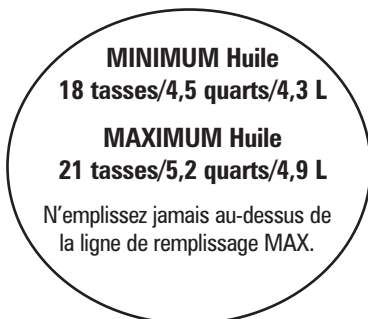 MINIMUM Huile
18 tasses/4,5 quarts/4,3 L
MAXIMUM Huile
21 tasses/5,2 quarts/4,9 L
N’emplissez jamais au-dessus de
la ligne de remplissage MAX.